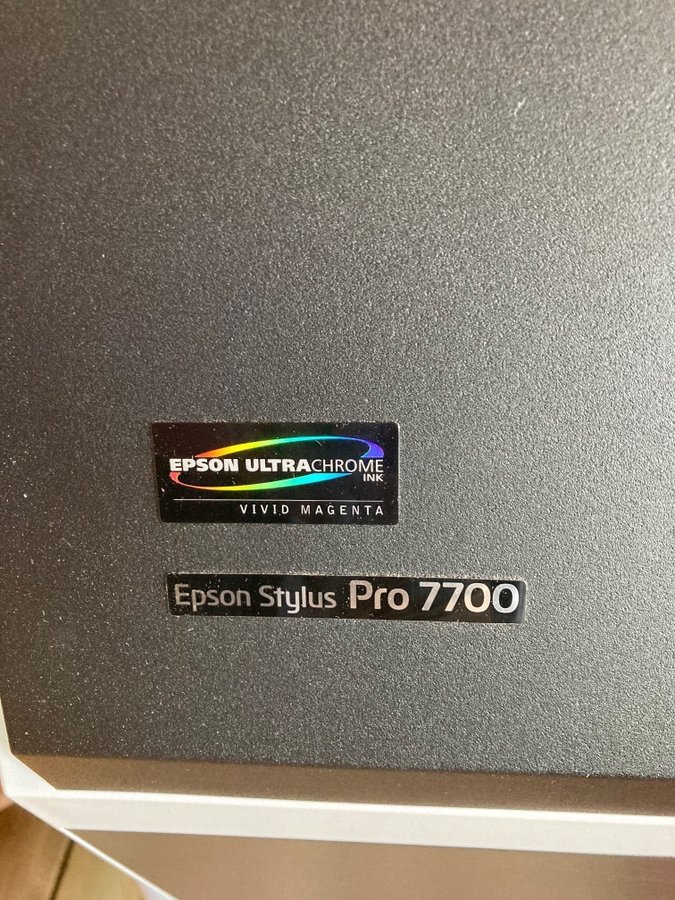 EPSON ULTRACHROME
INK
VIVID MAGENTA
Epson Stylus Pro 7700